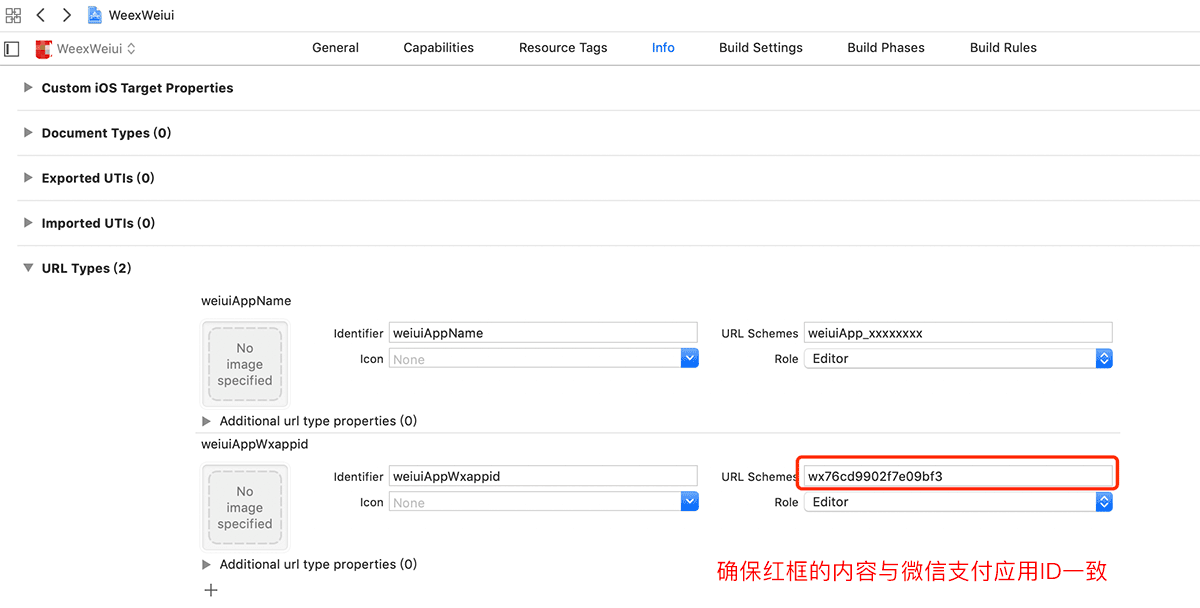 WeexWeiui
WeexWeiui
General Capabilities Resource Tags Info Build Settings Build Phases Build Rules
Custom iOS Target Properties
Document Types (0)
Exported UTIs (0)
Imported UTIs (0)
URL Types (2)
weiuiAppName
No
image
specified
Identifier weiuiAppName URL Schemes weiuiApp_xxxxxxxx
Icon None Role Editor
Additional url type properties (0)
weiuiAppWxappid
No
image
specified
Identifier weiuiAppWxappid URL Schemes wx76cd9902f7e09bf3
Icon None Role Editor
Additional url type properties (0)
确保红框的内容与微信支付应用ID一致